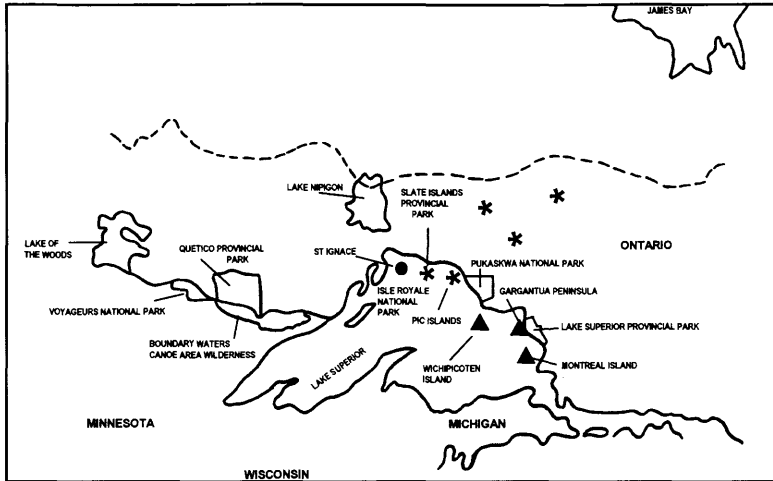 JAMES BAY
LAKE NIPIGON
SLATE ISLANDS
PROVINCIAL
PARK
LAKE OF
THE WOODS
QUETICO PROVINCIAL
PARK
ST IGNACE
ONTARIO
PUKASKWA NATIONAL PARK
GARGANTUA PENINSULA
ISLE ROYALE
NATIONAL
PARK
VOYAGEURS NATIONAL PARK
PIC ISLANDS
LAKE SUPERIOR PROVINCIAL PARK
BOUNDARY WATERS
CANOE AREA WILDERNESS
LAKE SUPERIOR
WICHIPICOTEN
ISLAND
MONTREAL ISLAND
MINNESOTA
MICHIGAN
WISCONSIN